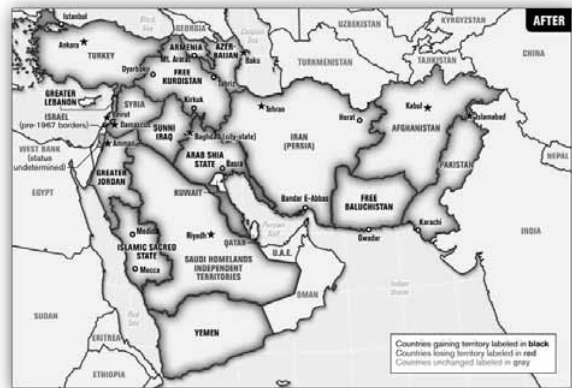 AFTER
Black Sea
GEORGIA
Caspian Sea
UZBEKISTAN
KYRGYZSTAN
Istanbul
Ankara
TURKEY
ARMENIA
Mt. Ararat
AZER-
BAIJAN
Baku
TURKMENISTAN
TAJIKISTAN
CHINA
Diyarbakir
FREE
KURDISTAN
Tabriz
GREATER
LEBANON
SYRIA
Kirkuk
Tehran
Kabul
Herat
AFGHANISTAN
Islamabad
ISRAEL
(pre-1967 borders)
Beirut
Damascus
SUNNI
IRAQ
Baghdad (city-state)
IRAN
(PERSIA)
WEST BANK
(status
undetermined)
Amman
ARAB SHIA
STATE
Basra
PAKISTAN
NEPAL
EGYPT
GREATER
JORDAN
KUWAIT
Bandar E-Abbas
FREE
BALUCHISTAN
Karachi
INDIA
Medina
ISLAMIC SACRED
STATE
Mecca
Riyadh
QATAR
Persian
Gulf
U.A.E.
Gwadar
SAUDI HOMELANDS
INDEPENDENT
TERRITORIES
OMAN
Indian
Ocean
SUDAN
Red
Sea
YEMEN
ERITREA
ETHIOPIA
Countries gaining territory labeled in black
Countries losing territory labeled in red
Countries unchanged labeled in grey